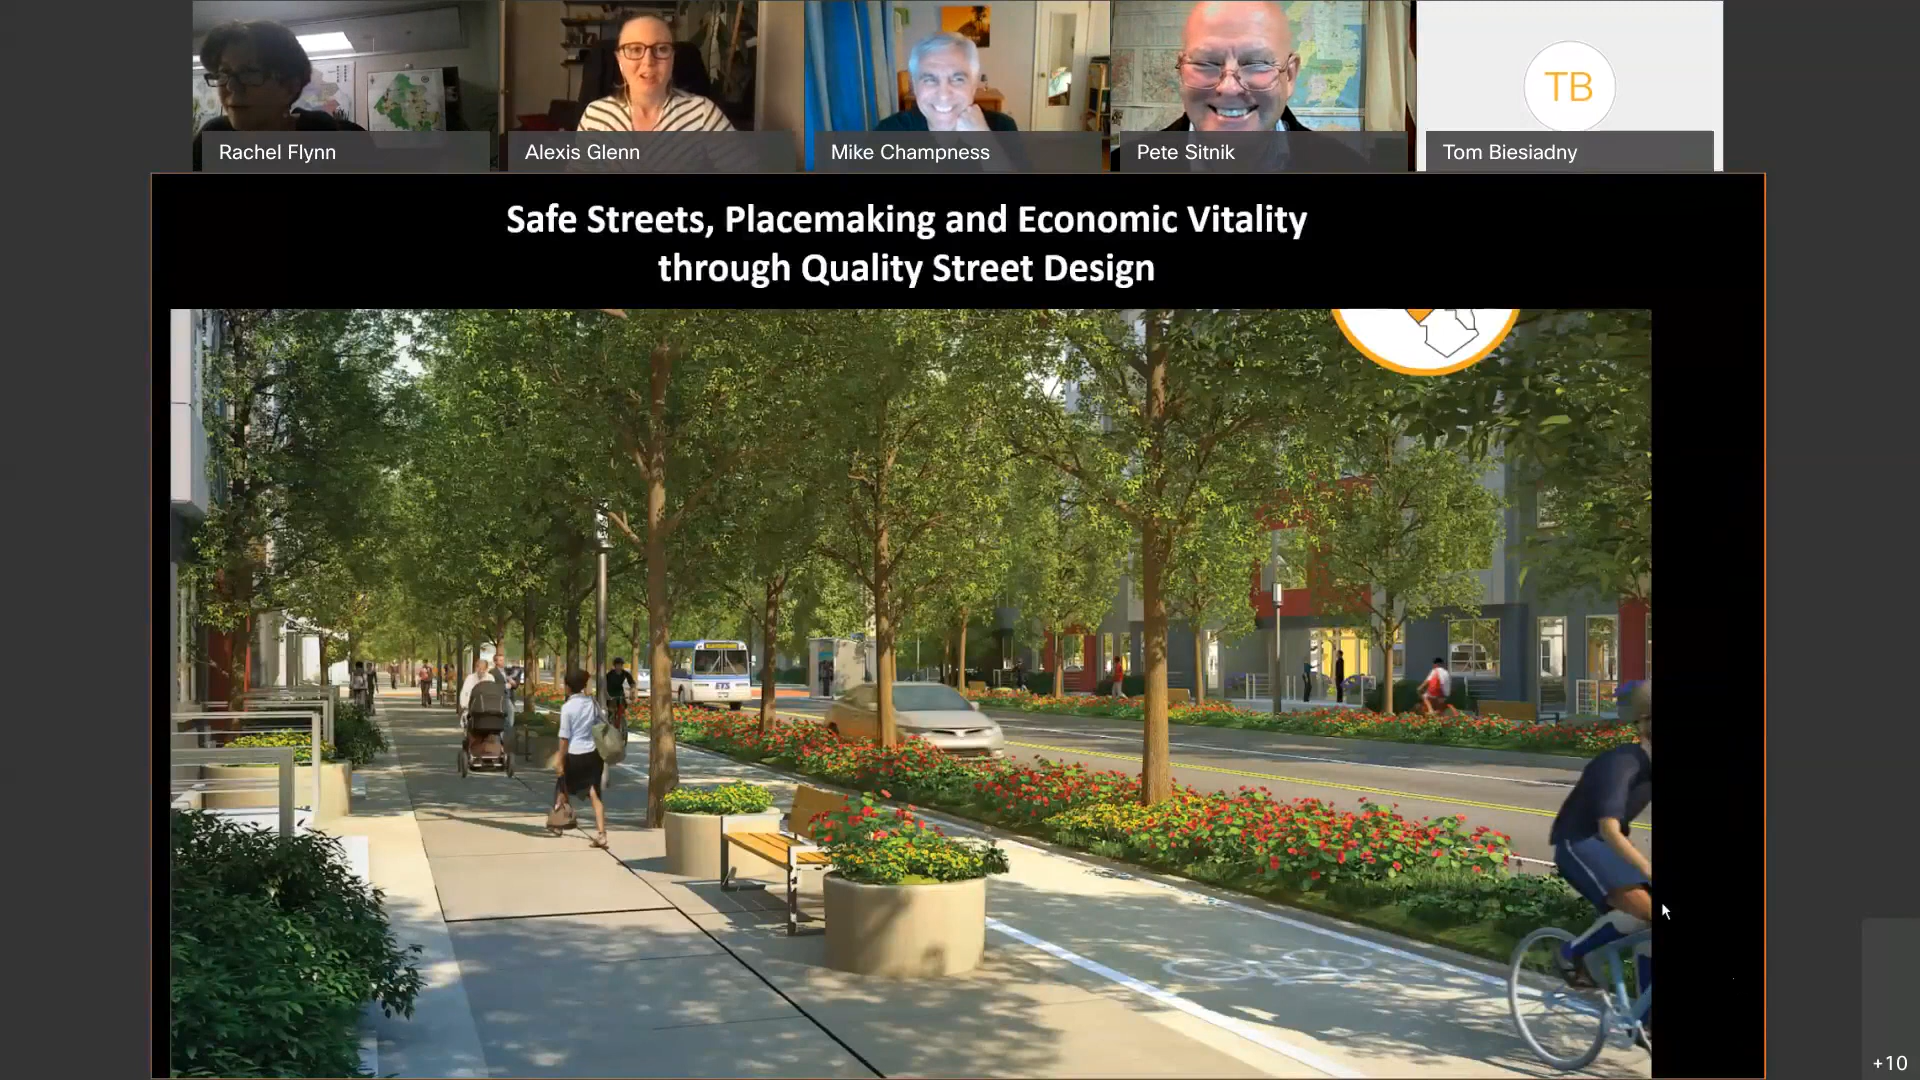 Rachel Flynn
Alexis Glenn
Mike Champness
Pete Sitnik
TB
Tom Biesiadny
Safe Streets, Placemaking and Economic Vitality
through Quality Street Design
+10